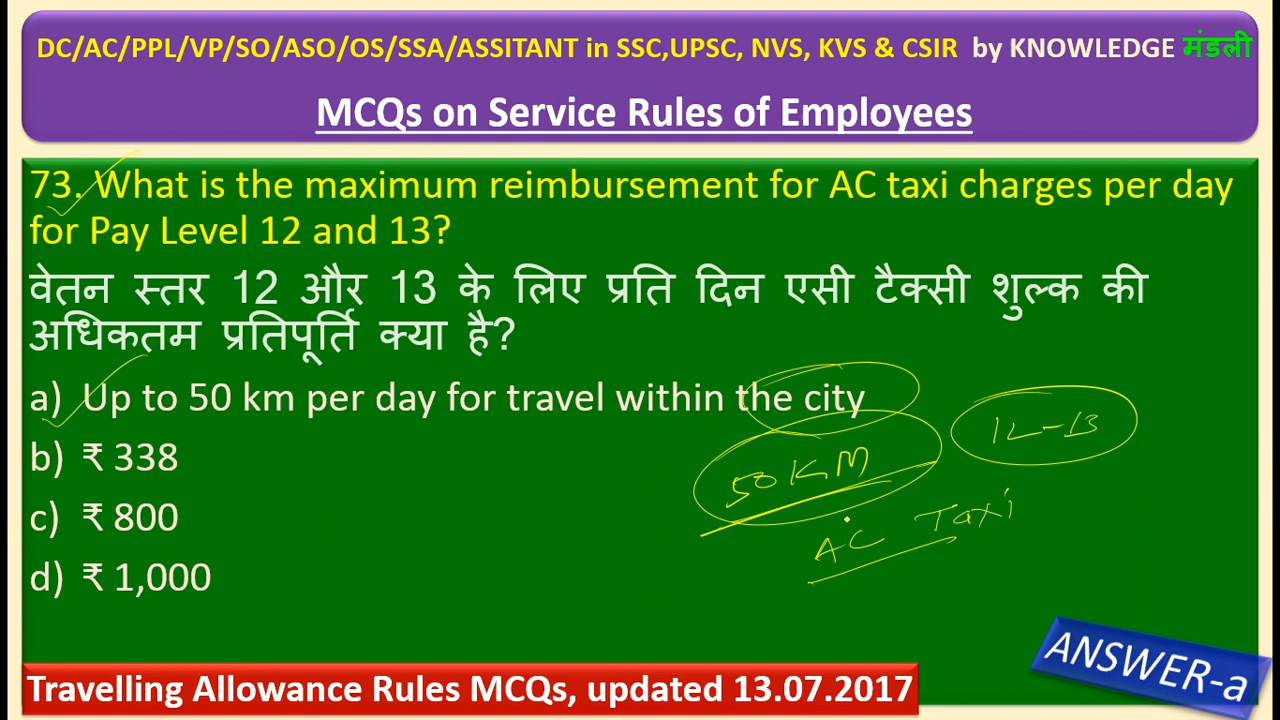 DC/AC/PPL/VP/SO/ASO/OS/SSA/ASSITANT in SSC,UPSC, NVS, KVS & CSIR by KNOWLEDGE मंडली
MCQs on Service Rules of Employees
73. What is the maximum reimbursement for AC taxi charges per day
for Pay Level 12 and 13?
वेतन स्तर 12 और 13 के लिए प्रति दिन एसी टैक्सी शुल्क की
अधिकतम प्रतिपूर्ति क्या है?
a) Up to 50 km per day for travel within the city
12-13
b) ₹ 338
50 KM
c) ₹ 800
AC Taxi
d) ₹ 1,000
ANSWER-a
Travelling Allowance Rules MCQs, updated 13.07.2017